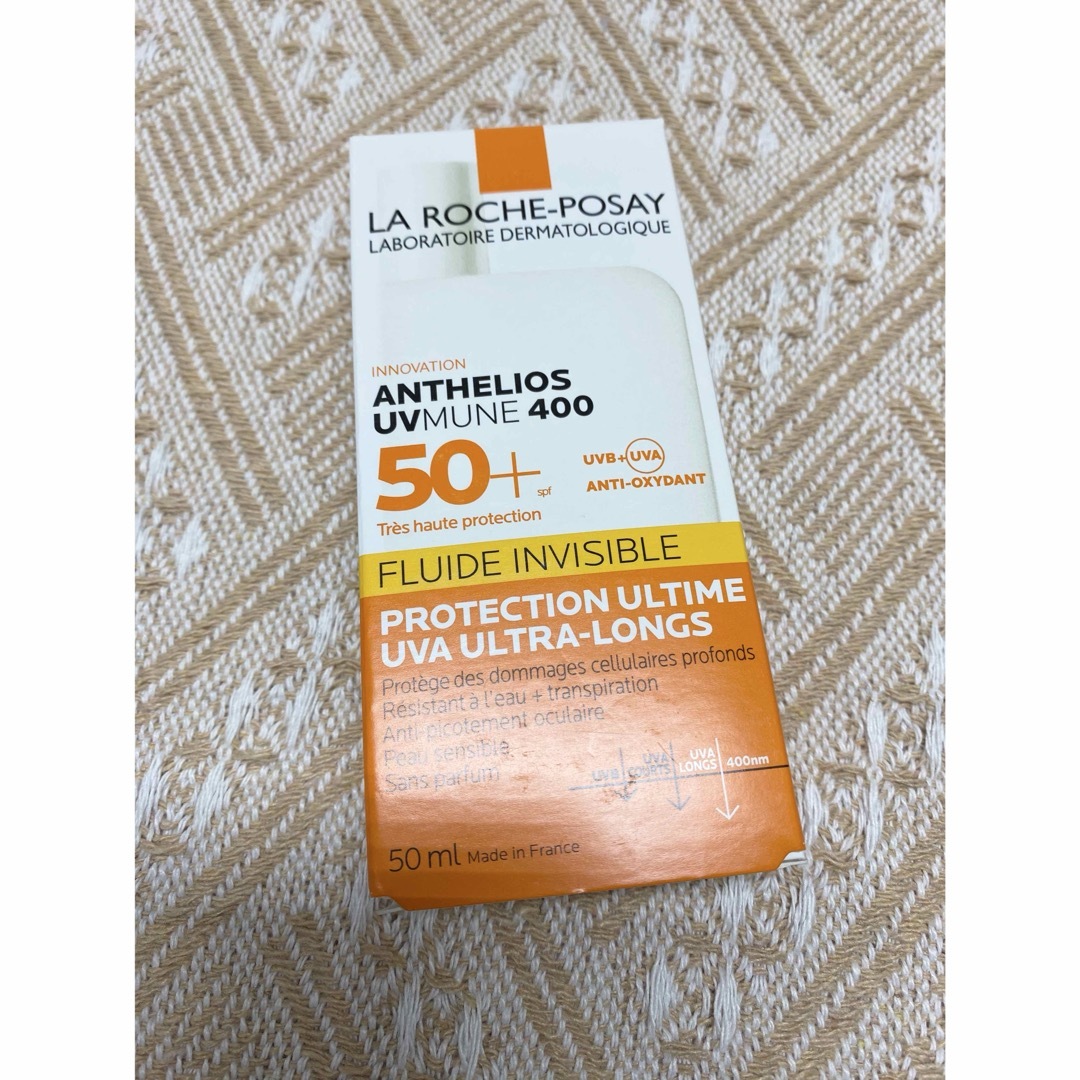 LA ROCHE-POSAY
LABORATOIRE DERMATOLOGIQUE
INNOVATION
ANTHELIOS
UVMUNE 400
50+ spf
Très haute protection
UVB+UVA
ANTI-OXYDANT
FLUIDE INVISIBLE
PROTECTION ULTIME
UVA ULTRA-LONGS
Protège des dommages cellulaires profonds
Résistant à l'eau + transpiration
Anti-picotement oculaire
Peau sensible
Sans parfum
UVB
UVA
COURTS
UVA
LONGS
400nm
50 ml Made in France